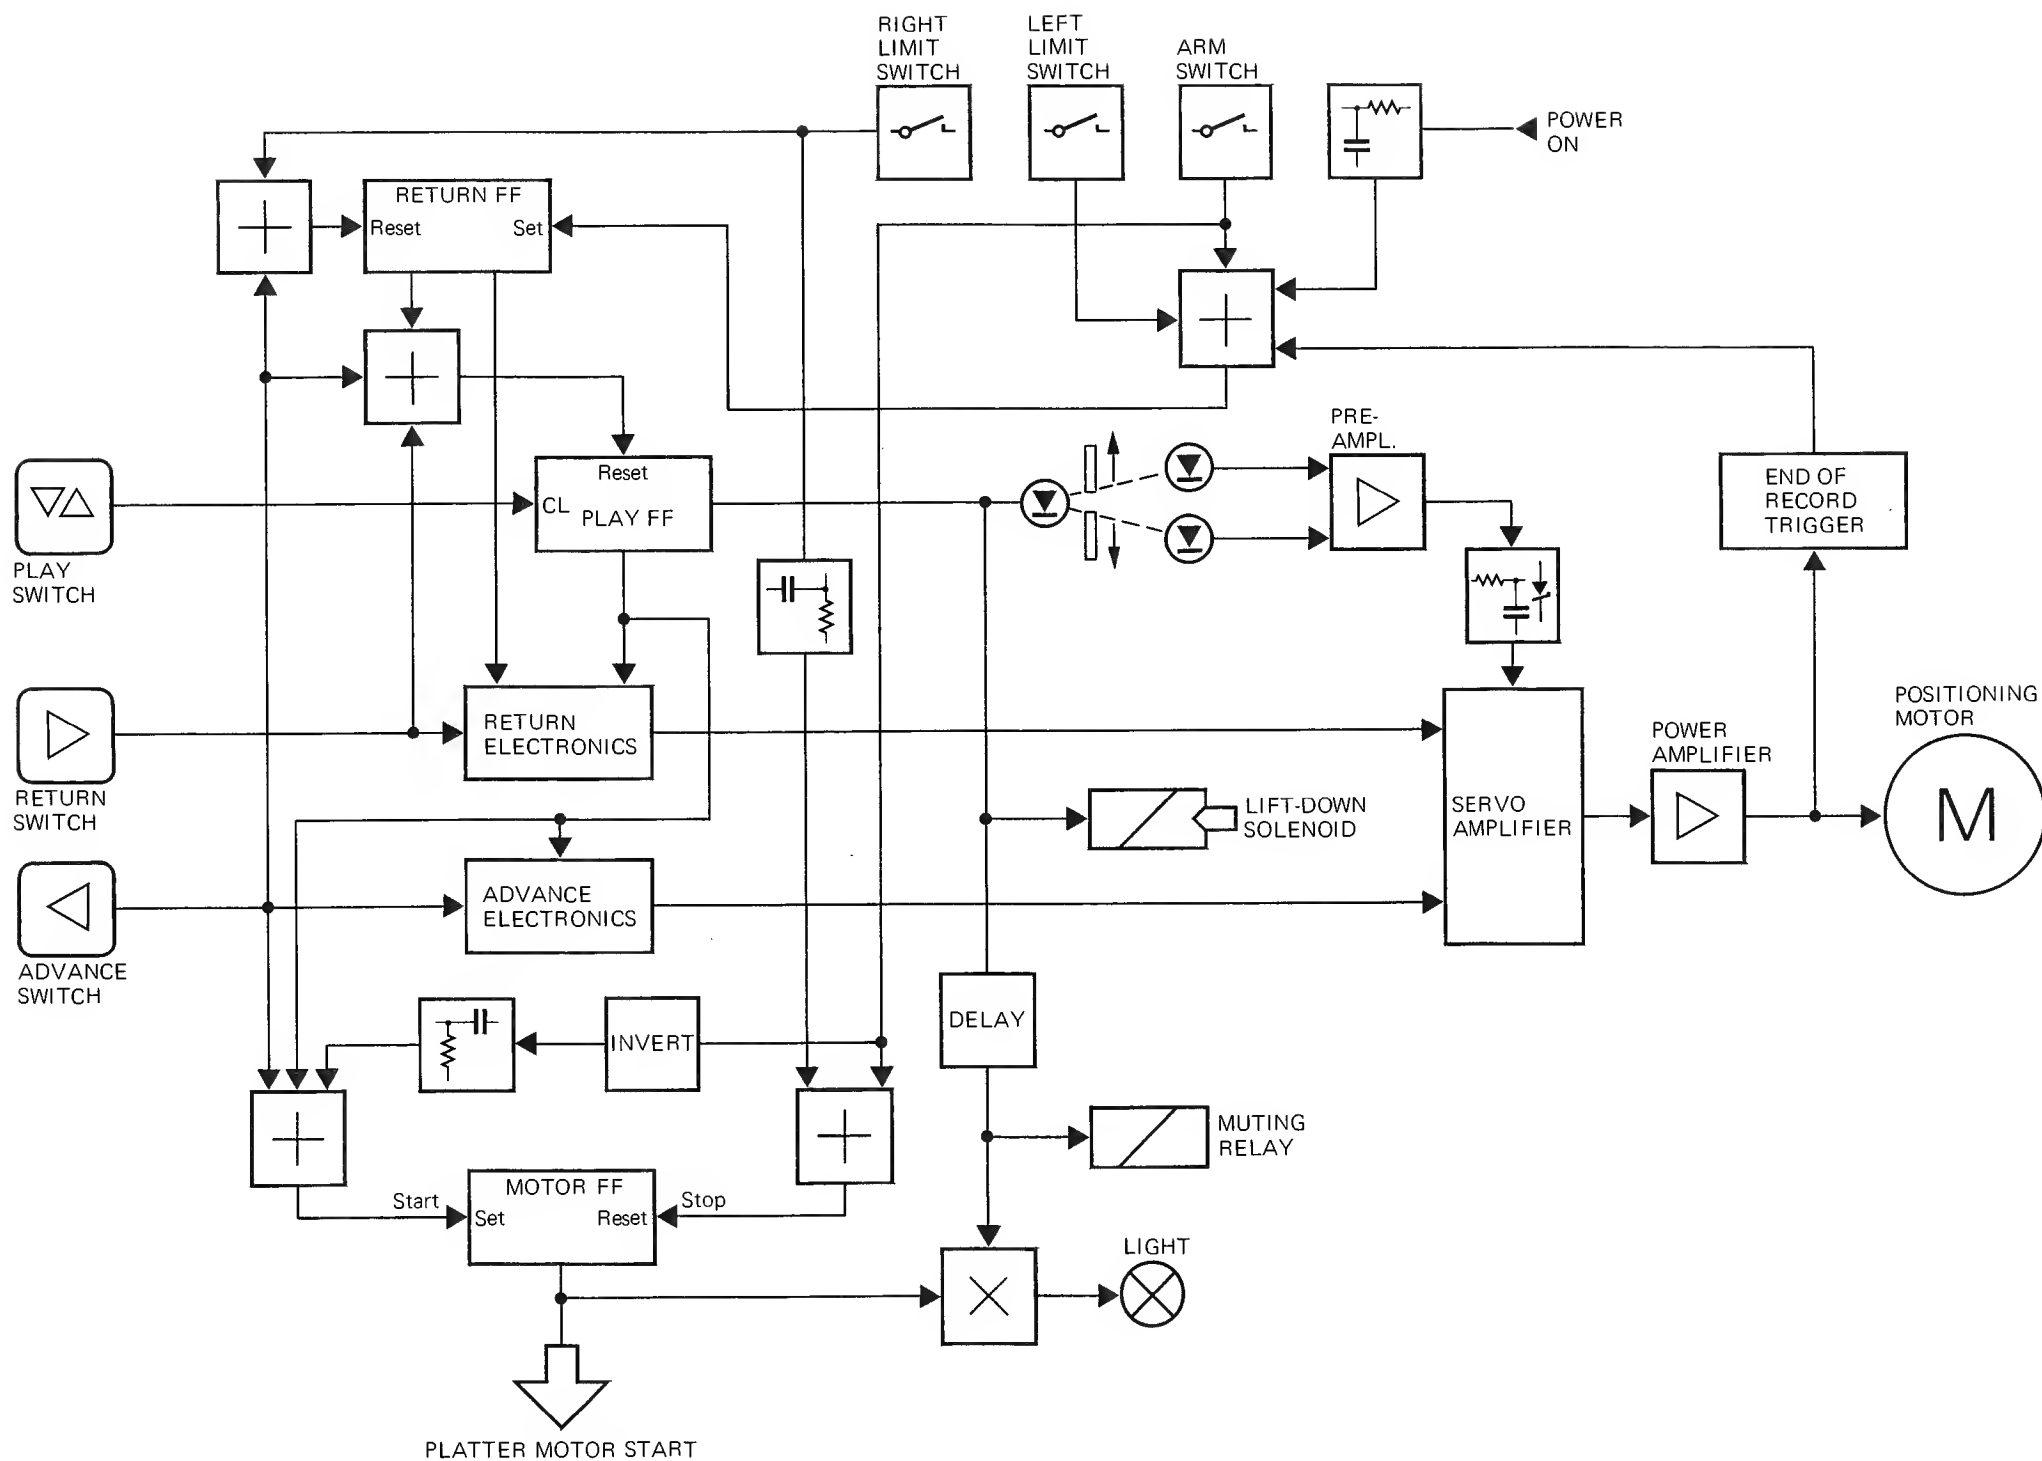 RIGHT
LIMIT
SWITCH
LEFT
LIMIT
SWITCH
ARM
SWITCH
POWER
ON
RETURN FF
Reset
Set
PRE-
AMPL.
Reset
CL
PLAY FF
END OF
RECORD
TRIGGER
PLAY
SWITCH
RETURN
ELECTRONICS
POSITIONING
MOTOR
POWER
AMPLIFIER
RETURN
SWITCH
LIFT-DOWN
SOLENOID
SERVO
AMPLIFIER
M
ADVANCE
ELECTRONICS
ADVANCE
SWITCH
INVERT
DELAY
MUTING
RELAY
MOTOR FF
Start
Set
Reset
Stop
LIGHT
PLATTER MOTOR START